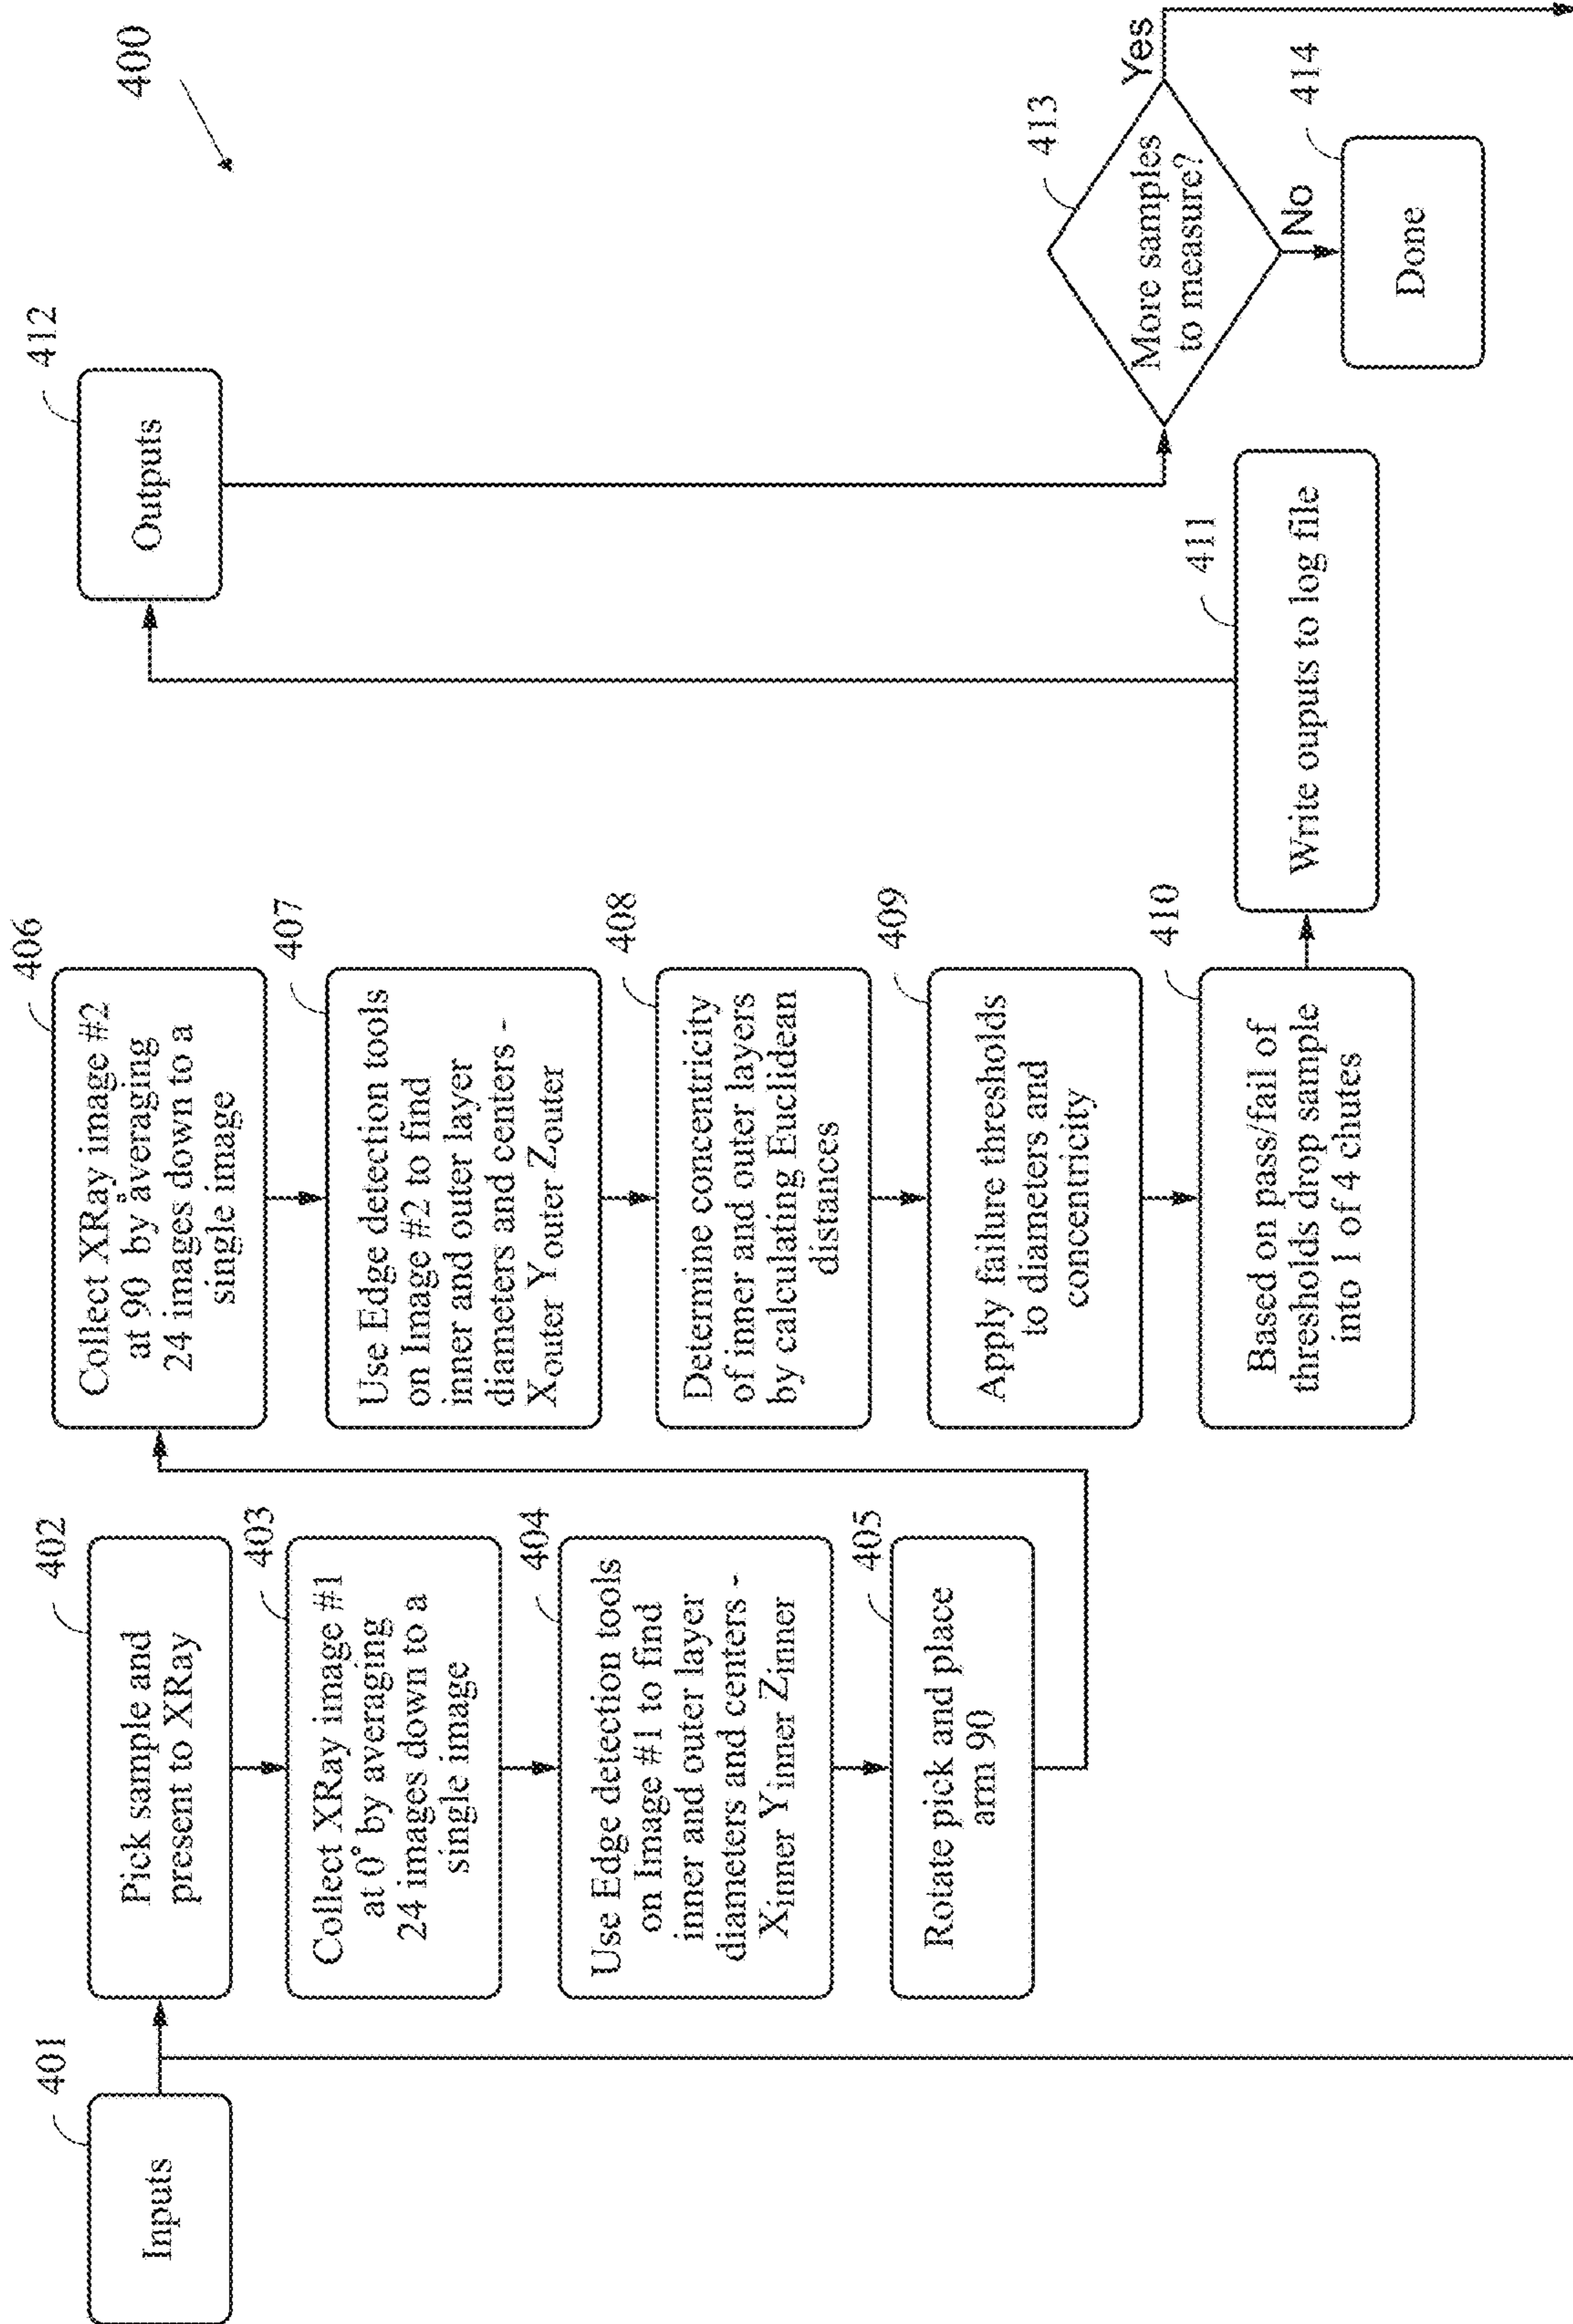 400
401
Inputs
402
Pick sample and
present to XRay
403
Collect XRay image #1
at 0° by averaging
24 images down to a
single image
404
Use Edge detection tools
on Image #1 to find
inner and outer layer
diameters and centers -
Xinner Yinner Zinner
405
Rotate pick and place
arm 90
406
Collect XRay image #2
at 90° by averaging
24 images down to a
single image
407
Use Edge detection tools
on Image #2 to find
inner and outer layer
diameters and centers -
Xouter Youter Zouter
408
Determine concentricity
of inner and outer layers
by calculating Euclidean
distances
409
Apply failure thresholds
to diameters and
concentricity
410
Based on pass/fail of
thresholds drop sample
into 1 of 4 chutes
411
Write ouputs to log file
412
Outputs
413
More samples
to measure?
Yes
No
414
Done